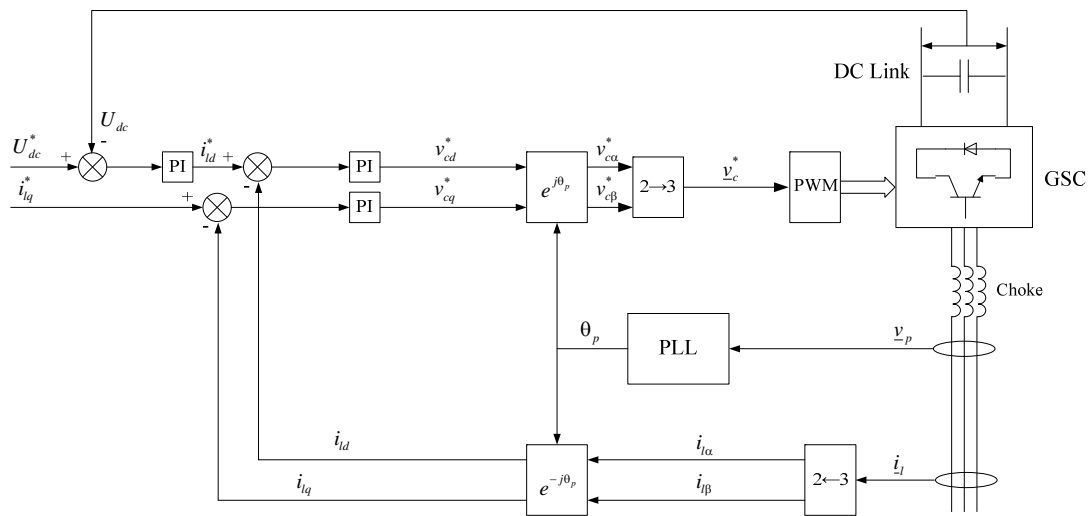 DC Link
U_dc
-
U*_dc
+
PI
i*_ld
+
-
PI
v*_cd
v*_cα
GSC
i*_lq
+
-
PI
v*_cq
e^{jθ_p}
v*_cβ
2→3
v*_c
PWM
Choke
θ_p
PLL
v_p
i_ld
i_lα
i_lq
e^{-jθ_p}
i_lβ
2←3
i_l